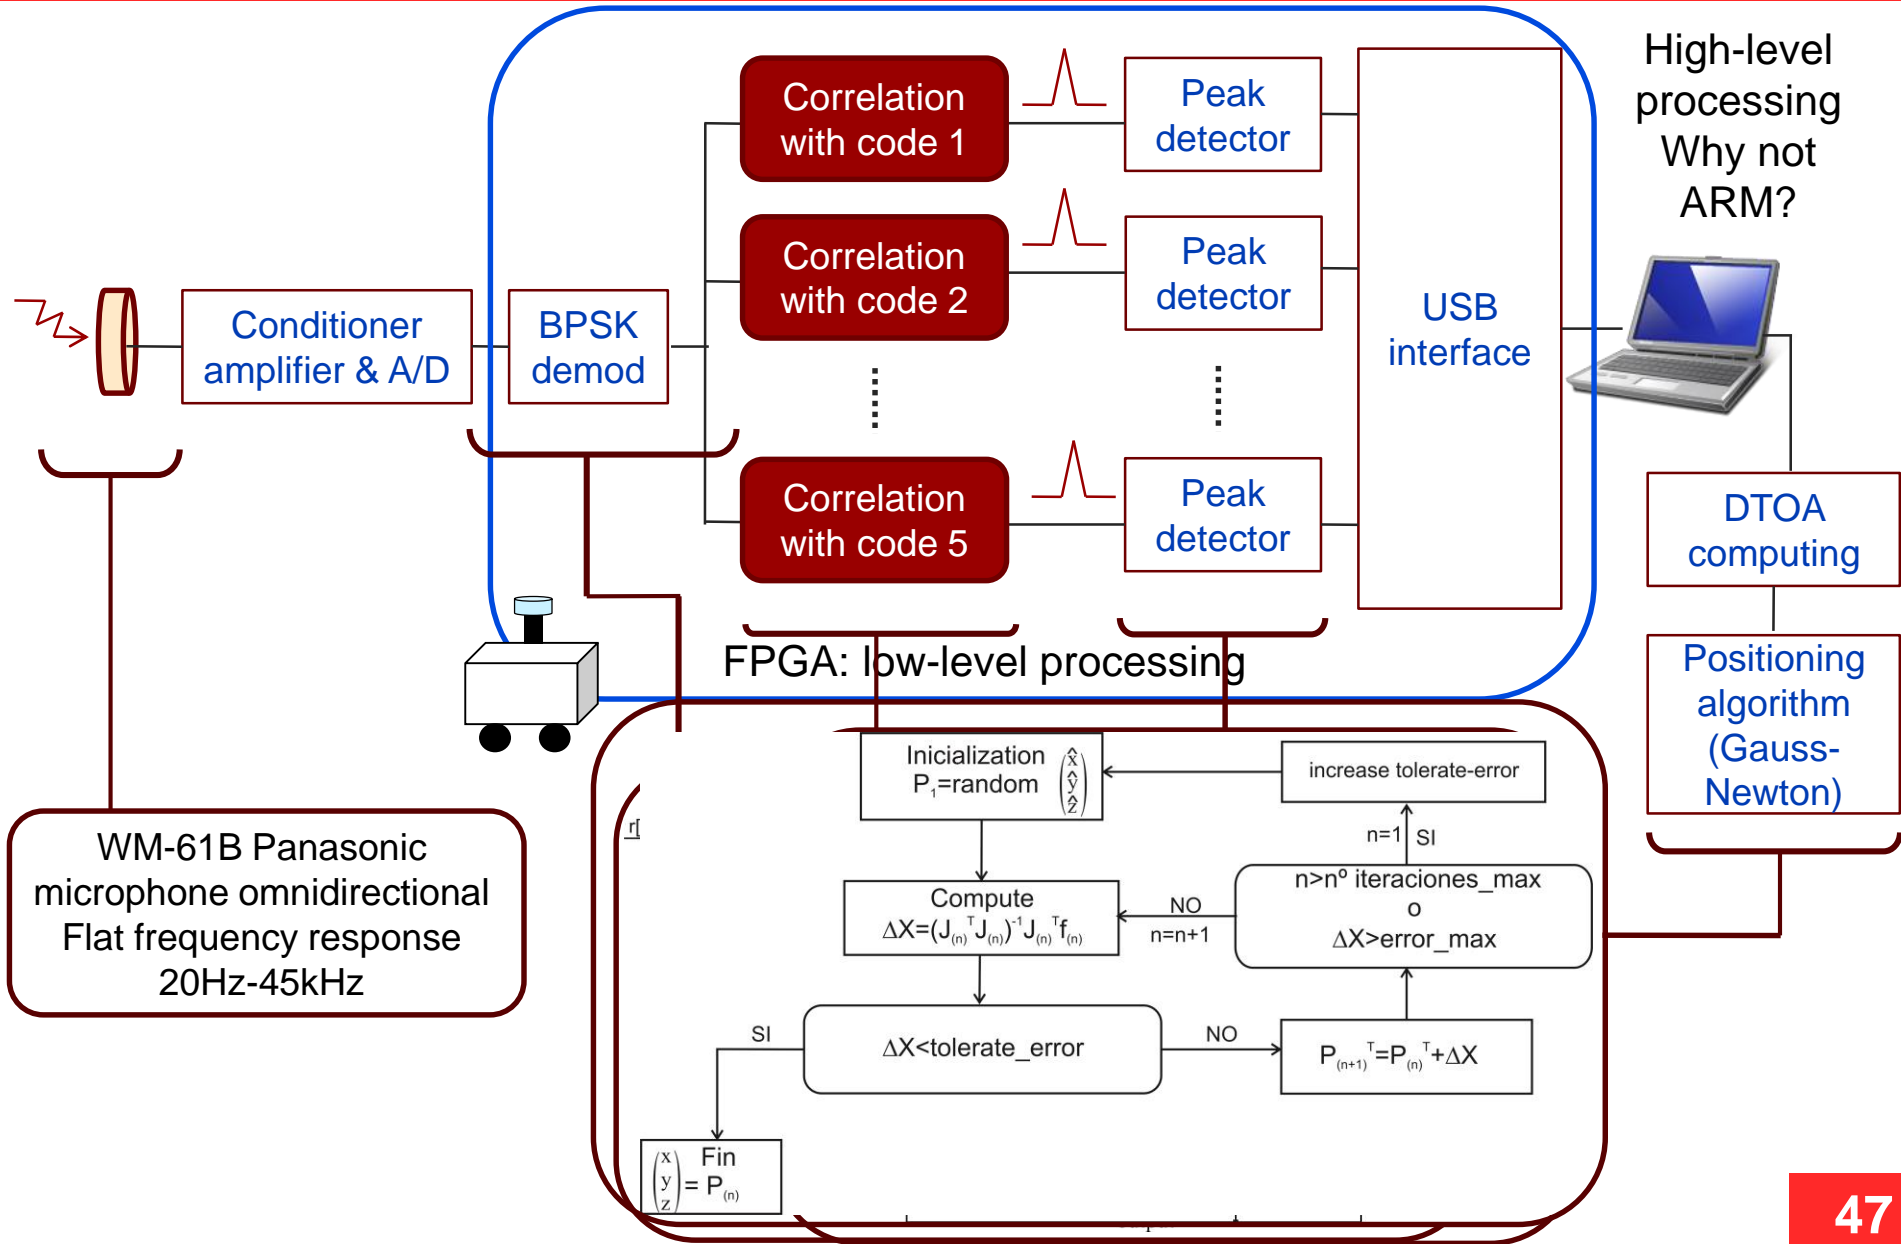 High-level
processing
Why not
ARM?
Correlation
with code 1
Peak
detector
Correlation
with code 2
Peak
detector
Conditioner
amplifier & A/D
BPSK
demod
USB
interface
Correlation
with code 5
Peak
detector
DTOA
computing
FPGA: low-level processing
Positioning
algorithm
(Gauss-
Newton)
WM-61B Panasonic
microphone omnidirectional
Flat frequency response
20Hz-45kHz
r[
Inicialization
P₁=random (x̂ ŷ ẑ)
increase tolerate-error
n=1 SI
Compute
ΔX=(J₍ₙ₎ᵀJ₍ₙ₎)⁻¹J₍ₙ₎ᵀf₍ₙ₎
NO
n=n+1
n>nº iteraciones_max
o
ΔX>error_max
SI
ΔX<tolerate_error
NO
P₍ₙ₊₁₎ᵀ=P₍ₙ₎ᵀ+ΔX
Fin
(x y z) = P₍ₙ₎
47